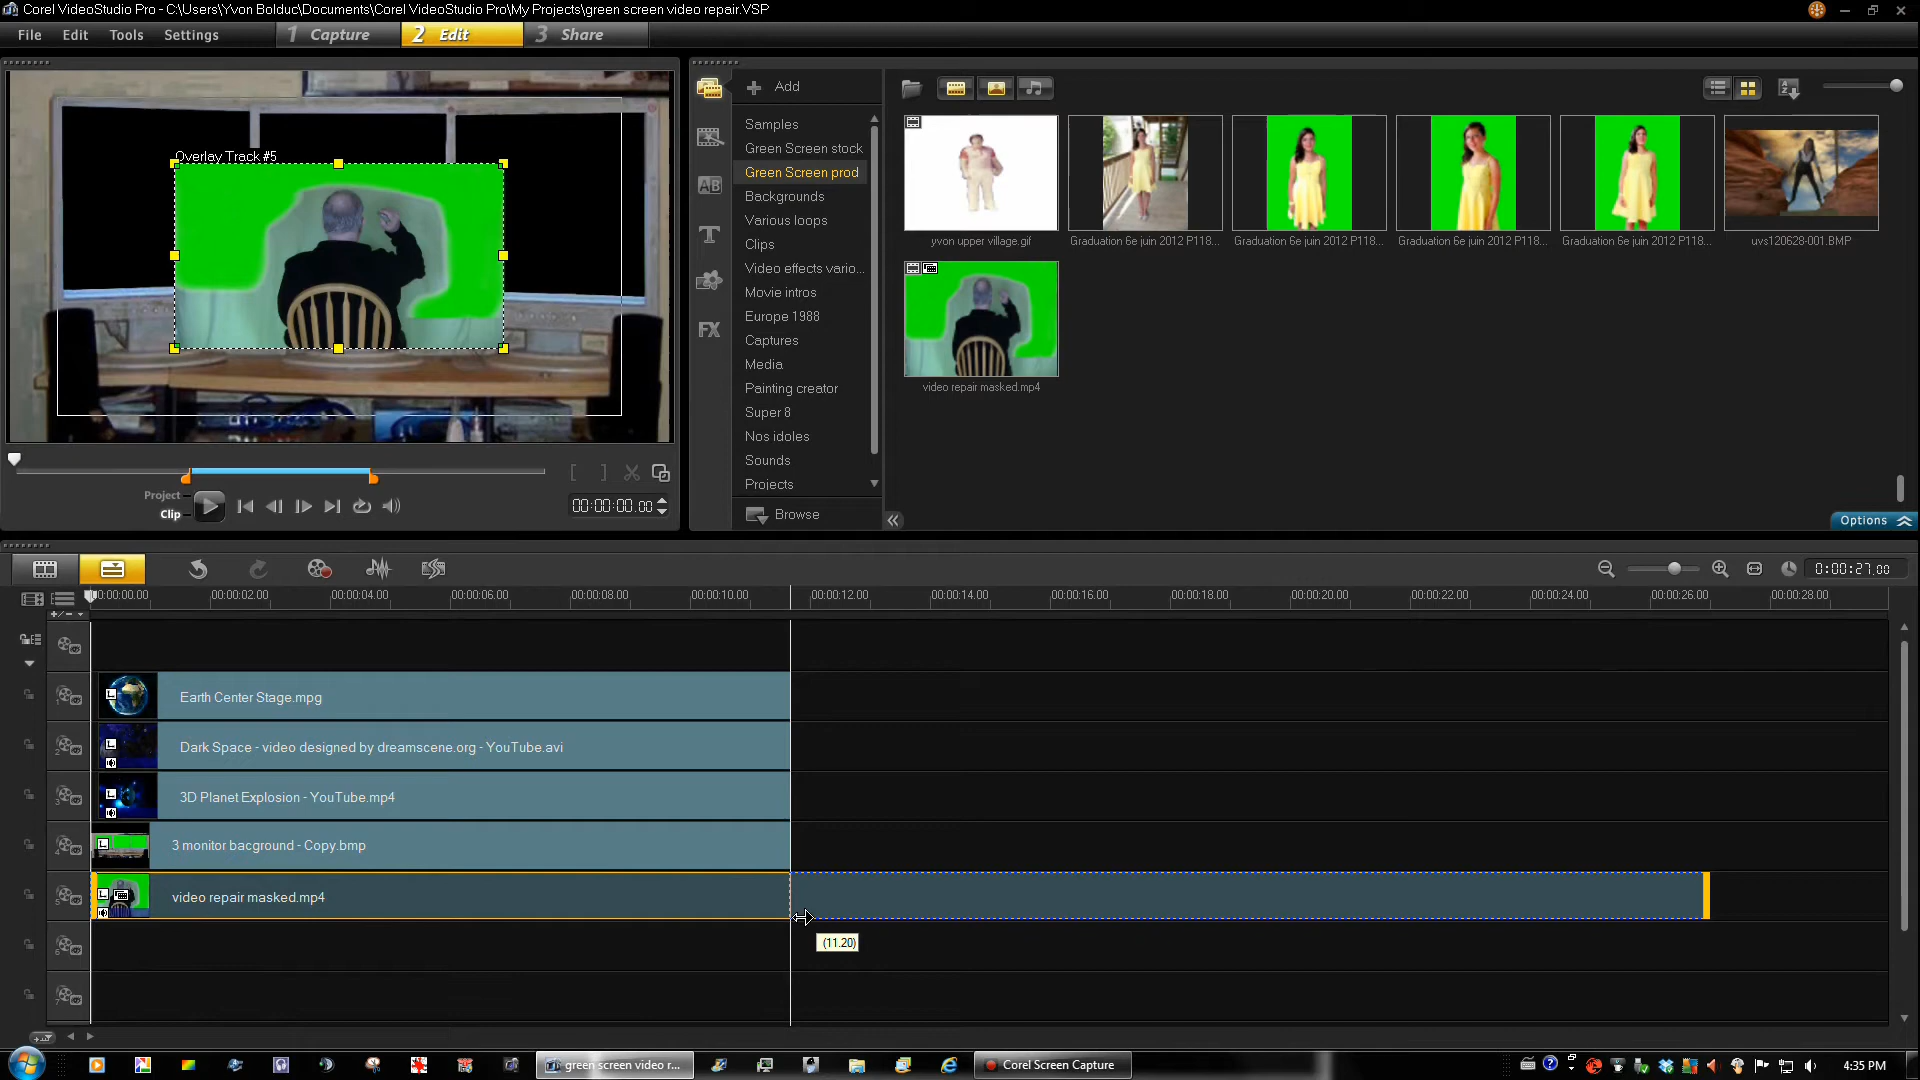 Corel VideoStudio Pro - C:\Users\Yvon Bolduc\Documents\Corel VideoStudio Pro\My Projects\green screen video repair.VSP
File Edit Tools Settings 1 Capture 2 Edit 3 Share
Overlay Track #5
Project
Clip
00:00:00.00
Add
Samples
Green Screen stock
Green Screen prod
Backgrounds
Various loops
Clips
Video effects vario...
Movie intros
Europe 1988
Captures
Media
Painting creator
Super 8
Nos idoles
Sounds
Projects
Browse
AB
T
FX
yvon upper village.gif
Graduation 6e juin 2012 P118...
Graduation 6e juin 2012 P118...
Graduation 6e juin 2012 P118...
Graduation 6e juin 2012 P118...
uvs120628-001.BMP
video repair masked.mp4
Options
0:00:27.00
00:00:00.00 00:00:02.00 00:00:04.00 00:00:06.00 00:00:08.00 00:00:10.00 00:00:12.00 00:00:14.00 00:00:16.00 00:00:18.00 00:00:20.00 00:00:22.00 00:00:24.00 00:00:26.00 00:00:28.00
1 Earth Center Stage.mpg
2 Dark Space - video designed by dreamscene.org - YouTube.avi
3 3D Planet Explosion - YouTube.mp4
4 3 monitor bacground - Copy.bmp
5 video repair masked.mp4
(11.20)
6
7
green screen video r...
Corel Screen Capture
4:35 PM